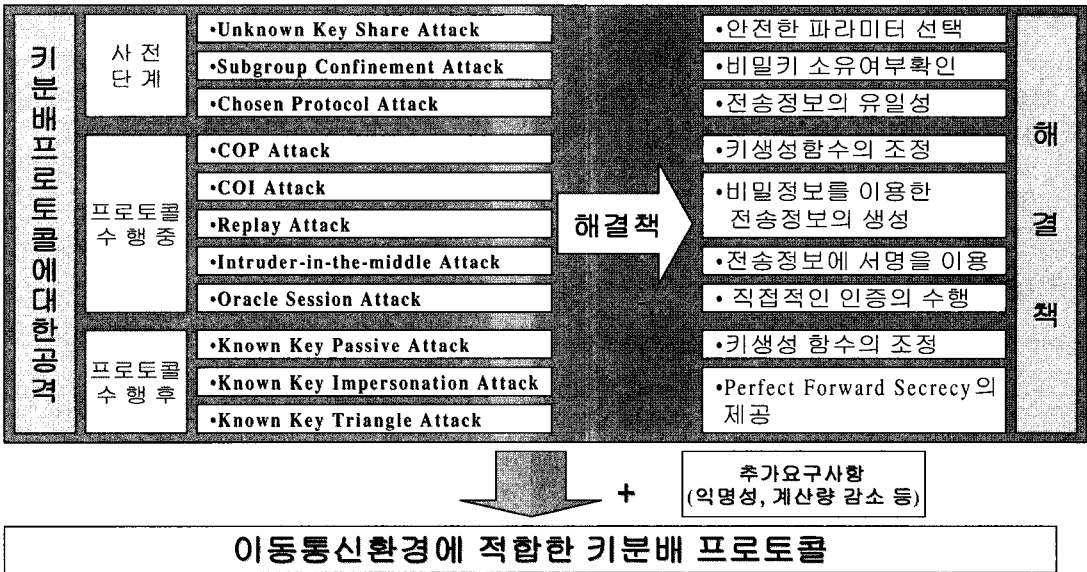 키분배프로토콜에대한공격
사 전
단 계
•Unknown Key Share Attack
•Subgroup Confinement Attack
•Chosen Protocol Attack
프로토콜
수 행 중
•COP Attack
•COI Attack
•Replay Attack
•Intruder-in-the-middle Attack
•Oracle Session Attack
프로토콜
수 행 후
•Known Key Passive Attack
•Known Key Impersonation Attack
•Known Key Triangle Attack
해결책
•안전한 파라미터 선택
•비밀키 소유여부확인
•전송정보의 유일성
•키생성함수의 조정
•비밀정보를 이용한
전송정보의 생성
•전송정보에 서명을 이용
• 직접적인 인증의 수행
•키생성 함수의 조정
•Perfect Forward Secrecy의
제공
해 결 책
+
추가요구사항
(익명성, 계산량 감소 등)
이동통신환경에 적합한 키분배 프로토콜